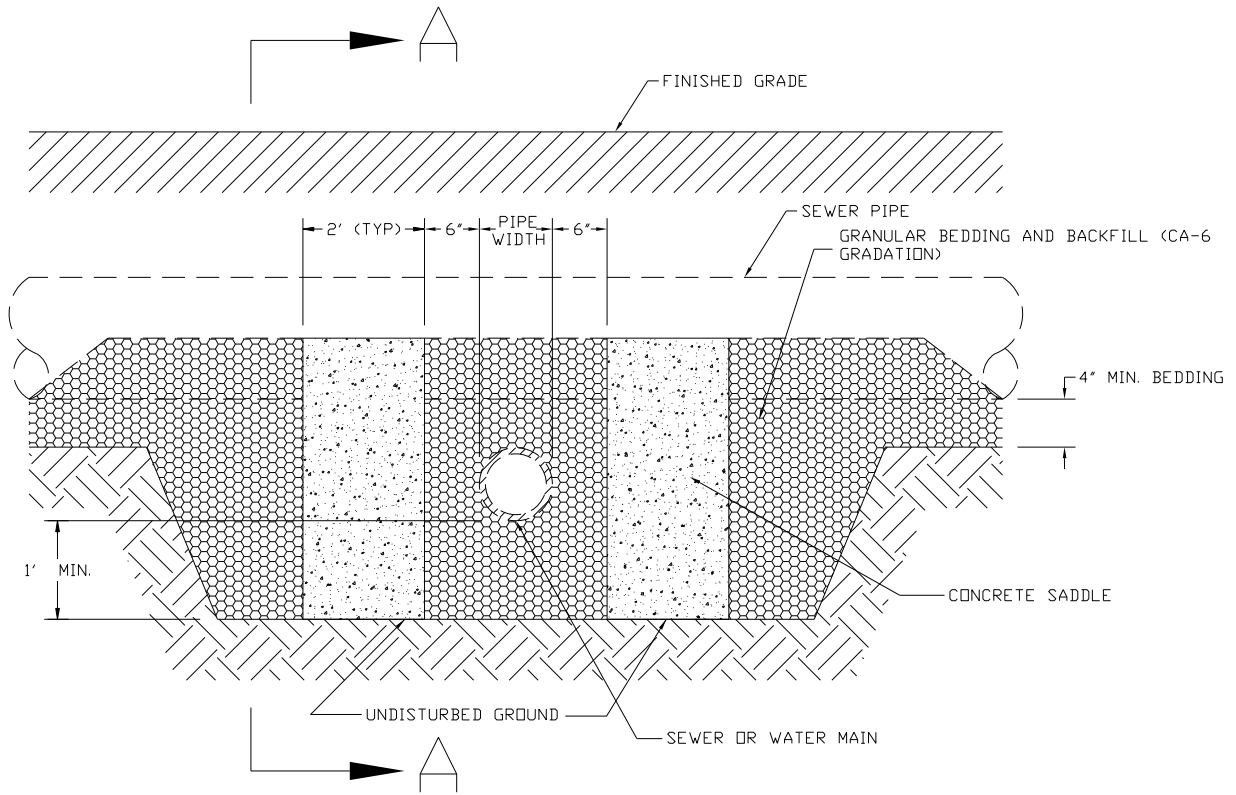 FINISHED GRADE
SEWER PIPE
GRANULAR BEDDING AND BACKFILL (CA-6
GRADATION)
2' (TYP)
6"
PIPE
WIDTH
6"
4" MIN. BEDDING
1' MIN.
CONCRETE SADDLE
UNDISTURBED GROUND
SEWER OR WATER MAIN